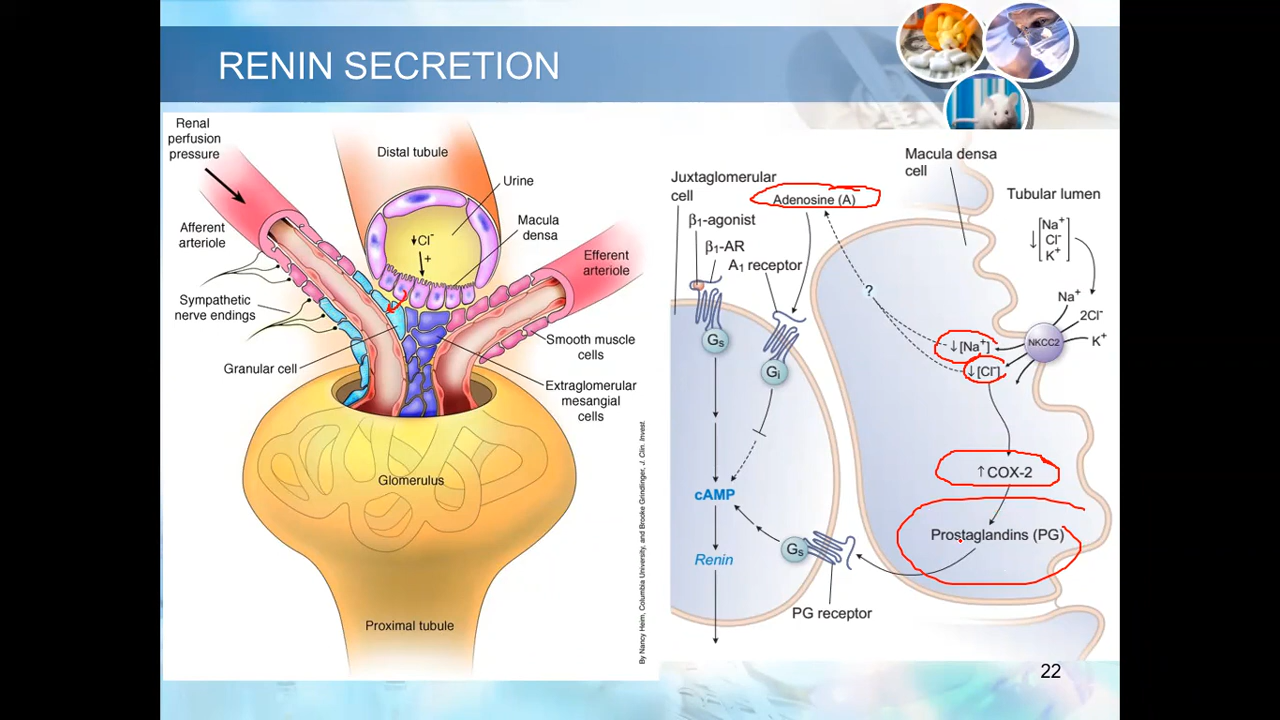 RENIN SECRETION
Renal
perfusion
pressure
Distal tubule
Urine
Macula
densa
↓Cl⁻
+
Afferent
arteriole
Efferent
arteriole
Sympathetic
nerve endings
Smooth muscle
cells
Granular cell
Extraglomerular
mesangial
cells
Glomerulus
Proximal tubule
By Nancy Heim, Columbia University, and Brooke Grindlinger, J. Clin. Invest.
Macula densa
cell
Juxtaglomerular
cell
Adenosine (A)
Tubular lumen
β₁-agonist
β₁-AR
A₁ receptor
↓
Na⁺
Cl⁻
K⁺
?
Na⁺
2Cl⁻
K⁺
NKCC2
↓[Na⁺]
↓[Cl⁻]
Gs
Gi
↑COX-2
cAMP
Prostaglandins (PG)
Gs
Renin
PG receptor
22